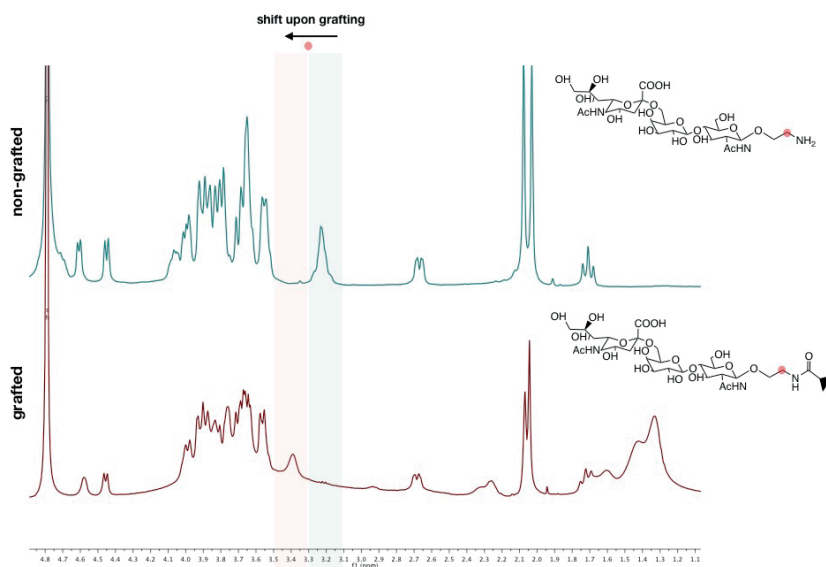 shift upon grafting
non-grafted
HO OH COOH
OH
AcHN
HO
HO
HO
OH
O
O
OH
HO
AcHN
O
NH₂
grafted
HO OH COOH
OH
AcHN
HO
HO
HO
OH
O
O
OH
HO
AcHN
O
N
H
O
4.8 4.7 4.6 4.5 4.4 4.3 4.2 4.1 4.0 3.9 3.8 3.7 3.6 3.5 3.4 3.3 3.2 3.1 3.0 2.9 2.8 2.7 2.6 2.5 2.4 2.3 2.2 2.1 2.0 1.9 1.8 1.7 1.6 1.5 1.4 1.3 1.2 1.1
f1 (ppm)